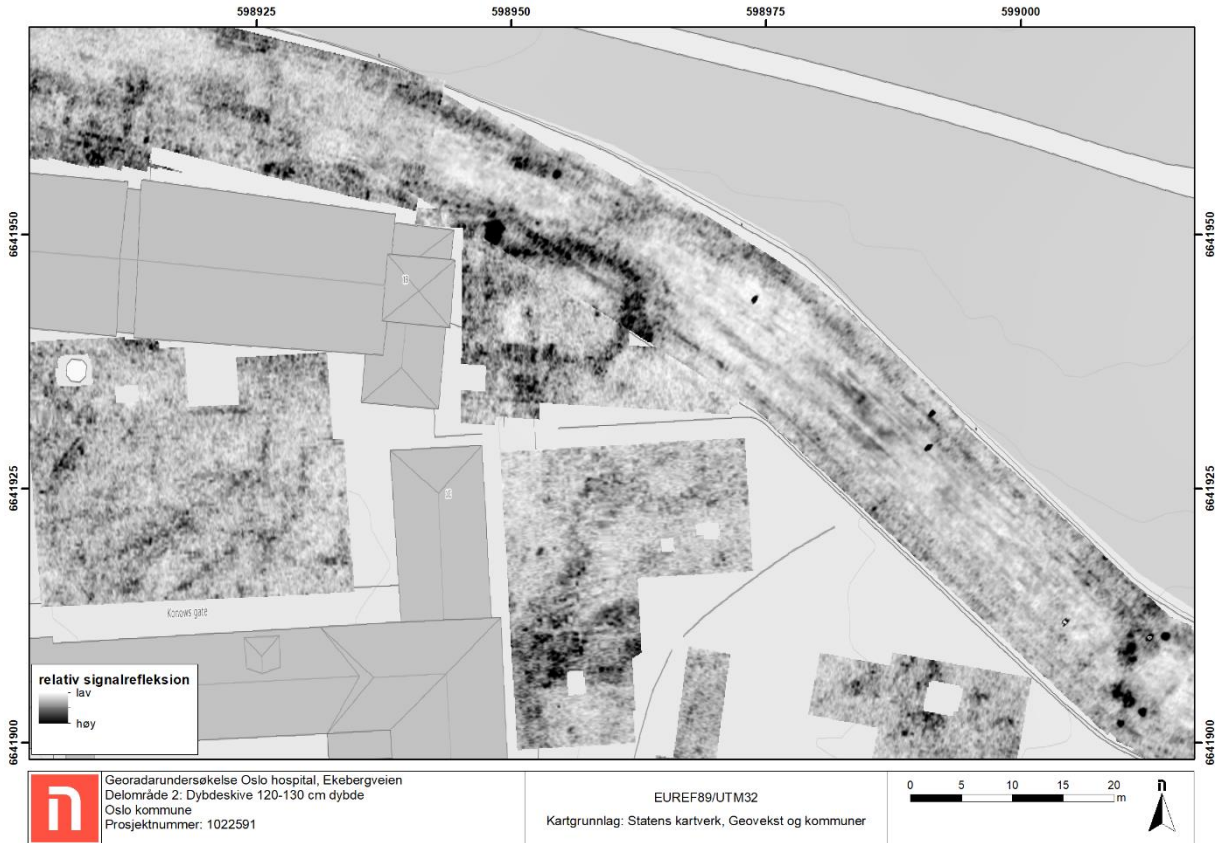 598925 598950 598975 599000
6641950 6641950
6641925 6641925
6641900 6641900
Konows gate
relativ signalrefleksion
lav
høy
Georadarundersøkelse Oslo hospital, Ekebergveien
Delområde 2: Dybdeskive 120-130 cm dybde
Oslo kommune
Prosjektnummer: 1022591
EUREF89/UTM32
Kartgrunnlag: Statens kartverk, Geovekst og kommuner
0 5 10 15 20
m
n